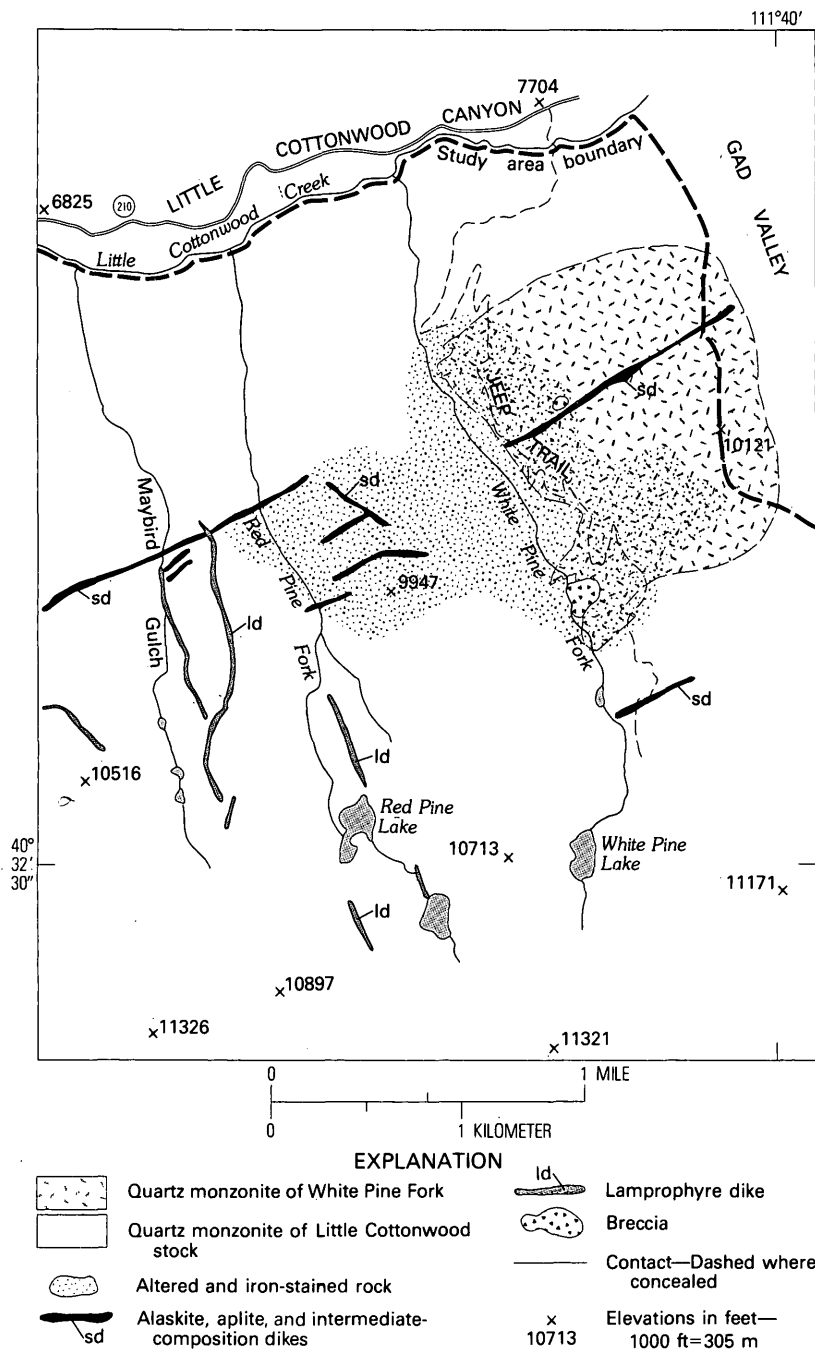 111°40'
7704
LITTLE COTTONWOOD CANYON
Study area boundary
GAD VALLEY
6825
210
Little Cottonwood Creek
JEEP TRAIL
sd
10121
Maybird Gulch
Red Pine Fork
sd
White Pine Fork
9947
sd
ld
sd
10516
ld
Red Pine Lake
40° 32' 30"
10713
White Pine Lake
11171
ld
10897
11326
11321
0 1 MILE
0 1 KILOMETER
EXPLANATION
Quartz monzonite of White Pine Fork
Quartz monzonite of Little Cottonwood
stock
Altered and iron-stained rock
Alaskite, aplite, and intermediate-
composition dikes
sd
ld
Lamprophyre dike
Breccia
Contact—Dashed where
concealed
10713
Elevations in feet—
1000 ft=305 m